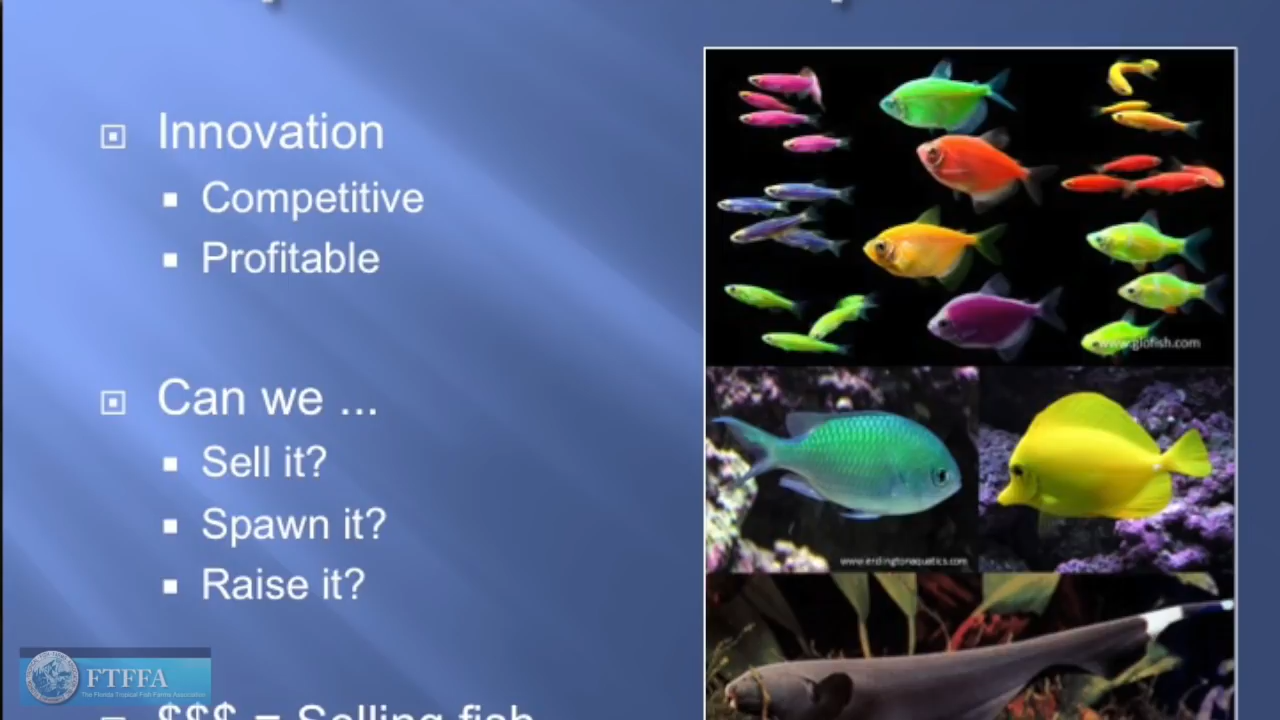 Innovation
Competitive
Profitable
Can we ...
Sell it?
Spawn it?
Raise it?
$$$ = Selling fish
www.glofish.com
www.erdingtonaquatics.com
FTFFA
The Florida Tropical Fish Farms Association